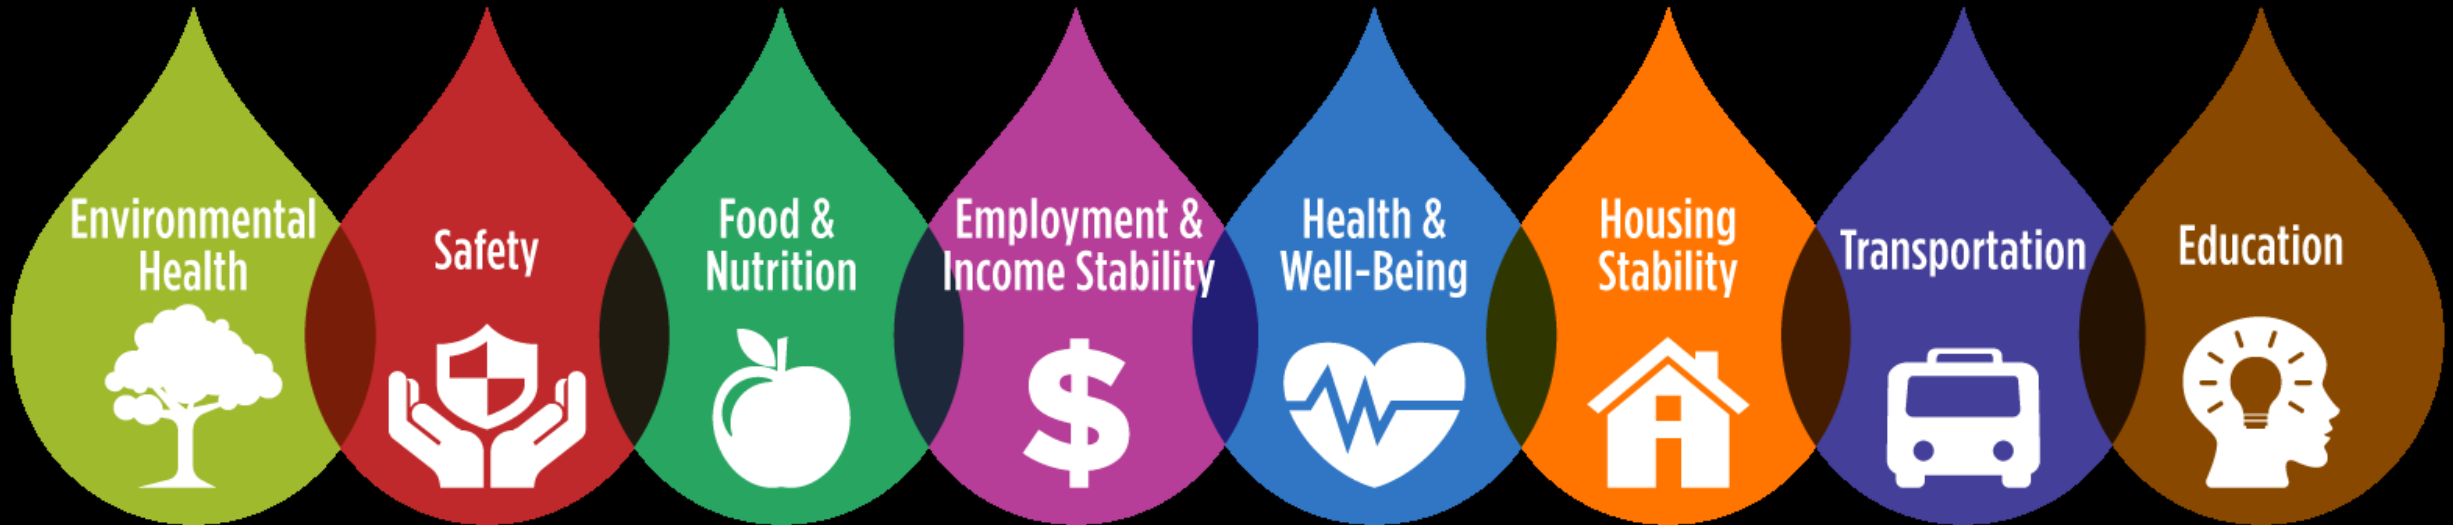 Environmental
Health
Safety
Food &
Nutrition
Employment &
Income Stability
$
Health &
Well-Being
Housing
Stability
Transportation
Education